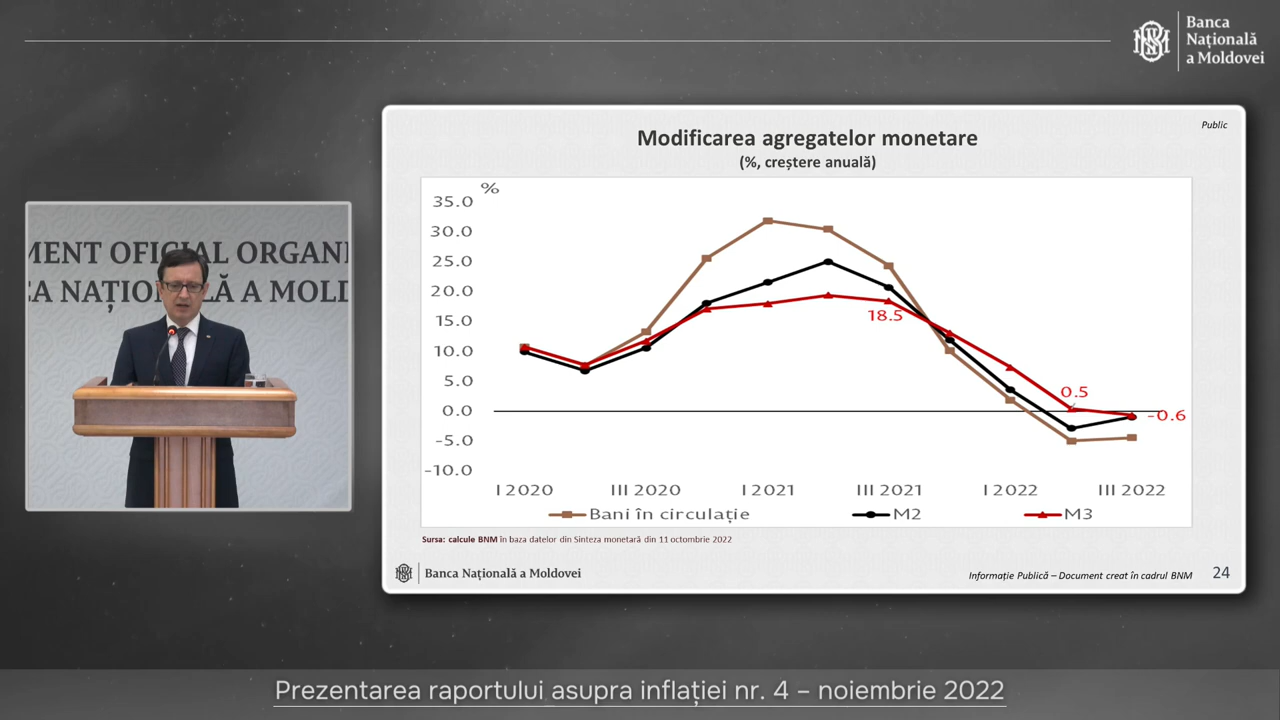 Banca
Națională
a Moldovei
MENT OFICIAL ORGANI
CA NAȚIONALĂ A MOLD
Public
Modificarea agregatelor monetare
(%, creștere anuală)
%
35.0
30.0
25.0
20.0
15.0
10.0
5.0
0.0
-5.0
-10.0
18.5
0.5
-0.6
I 2020 III 2020 I 2021 III 2021 I 2022 III 2022
Bani în circulație M2 M3
Sursa: calcule BNM în baza datelor din Sinteza monetară din 11 octombrie 2022
Banca Națională a Moldovei
Informație Publică – Document creat în cadrul BNM 24
Prezentarea raportului asupra inflației nr. 4 – noiembrie 2022